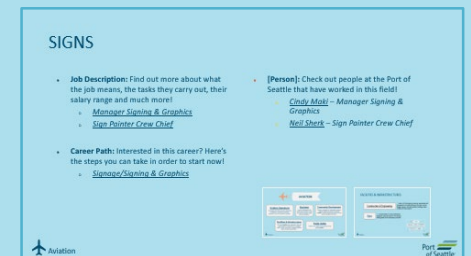 SIGNS
Job Description: Find out more about what
the job means, the tasks they carry out, their
salary range and much more!
Manager Signing & Graphics
Sign Painter Crew Chief
Career Path: Interested in this career? Here's
the steps you can take in order to start now!
Signage/Signing & Graphics
[Person]: Check out people at the Port of
Seattle that have worked in this field!
Cindy Maki – Manager Signing &
Graphics
Neil Sherk – Sign Painter Crew Chief
Aviation
Port
of Seattle